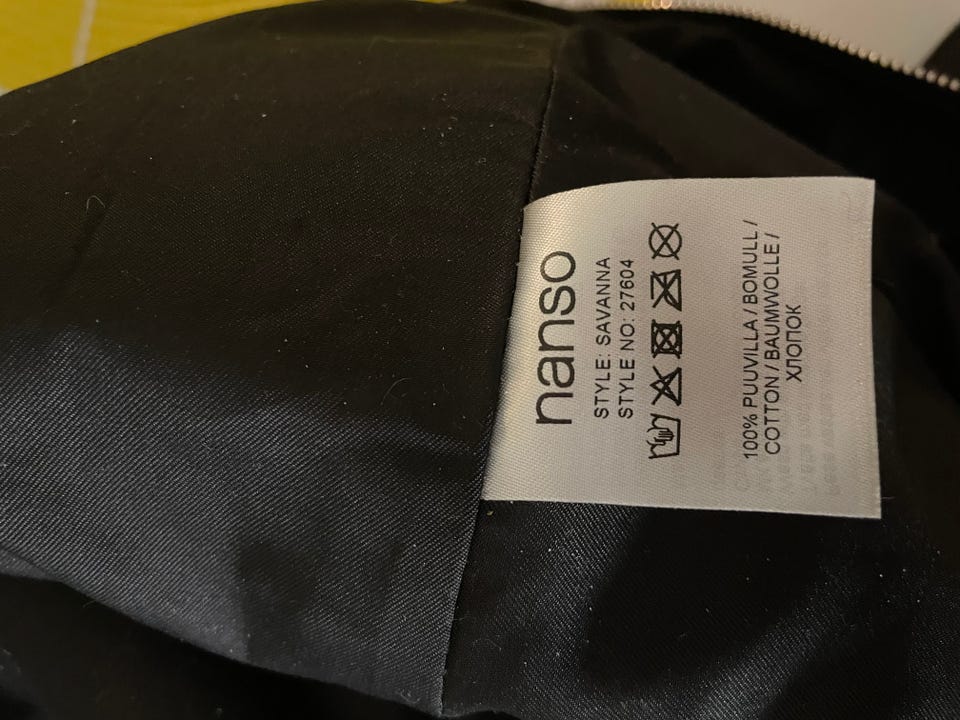 nanso
STYLE: SAVANNA
STYLE NO: 27604
100% PUUVILLA / BOMULL /
COTTON / BAUMWOLLE /
ХЛОПОК